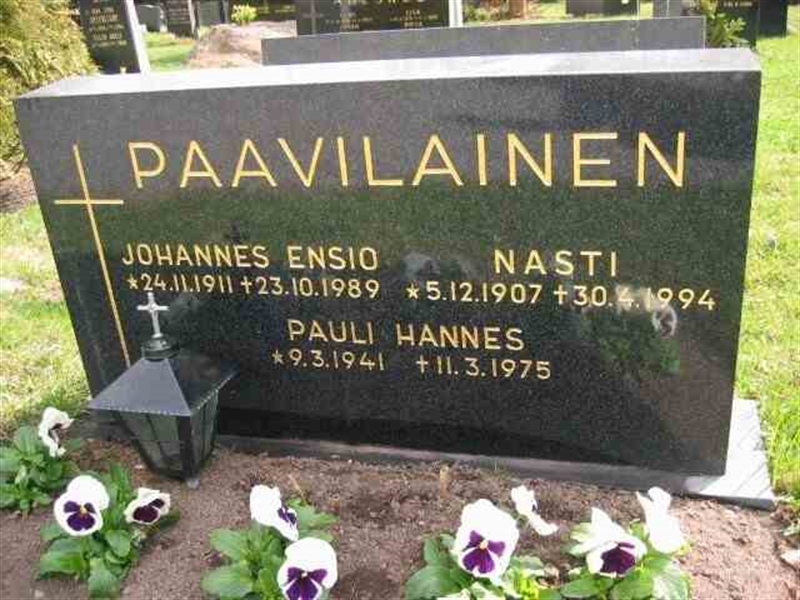 PAAVILAINEN
JOHANNES ENSIO NASTI
*24.11.1911 +23.10.1989 *5.12.1907 +30.4.1994
PAULI HANNES
*9.3.1941 +11.3.1975